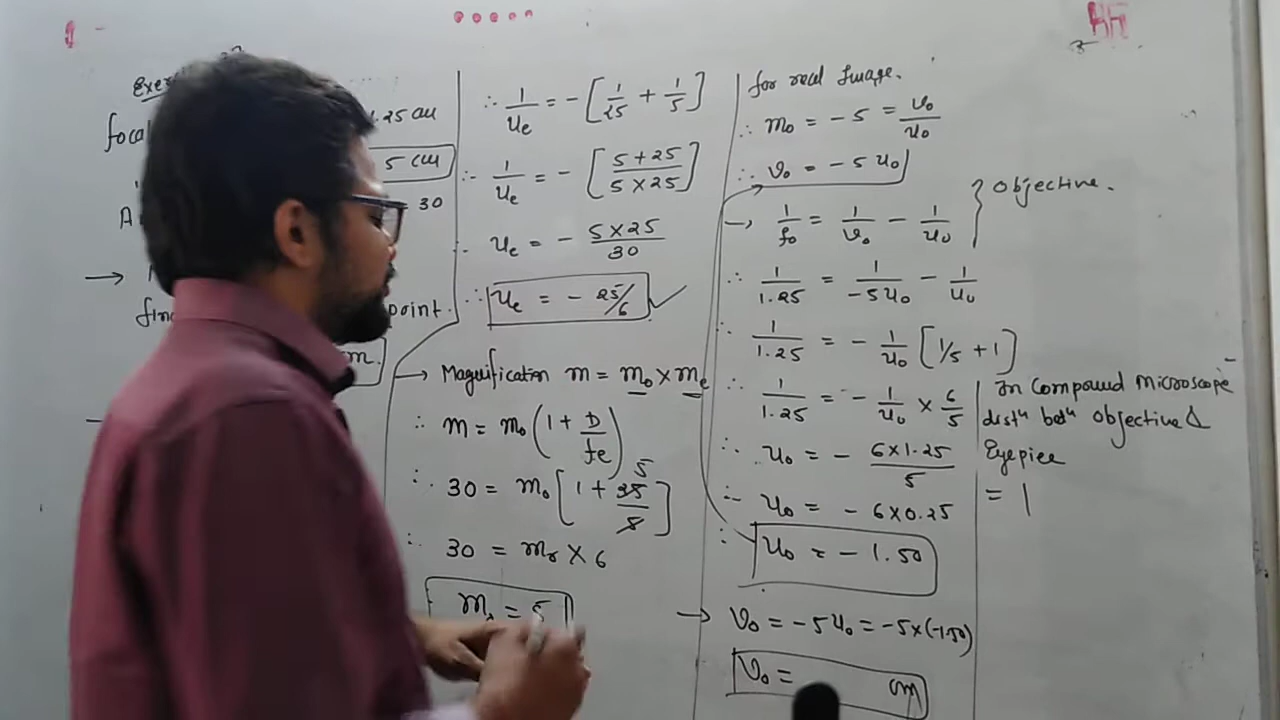 Exer
focal 1.25 cm
5 cm
A = 30
→
find point.
m.
∴ 1/ue = -[1/25 + 1/5]
∴ 1/ue = -[5+25/5×25]
∴ ue = - 5×25/30
∴ ue = - 25/6 ✓
→ Magnification m = mo × me
∴ m = mo(1 + D/fe)
∴ 30 = mo[1 + 25/5] 5
∴ 30 = mo × 6
mo = 5
for real Image.
∴ mo = -5 = vo/uo
∴ vo = -5 uo
→ 1/fo = 1/vo - 1/uo } Objective.
∴ 1/1.25 = 1/-5uo - 1/uo
∴ 1/1.25 = - 1/uo [1/5 + 1]
∴ 1/1.25 = - 1/uo × 6/5
∴ uo = - 6×1.25/5
∴ uo = - 6×0.25
∴ uo = - 1.50
→ vo = -5uo = -5×(-1.50)
vo = cm
In Compound Microscope
distn betn objective &
Eyepiece
= |